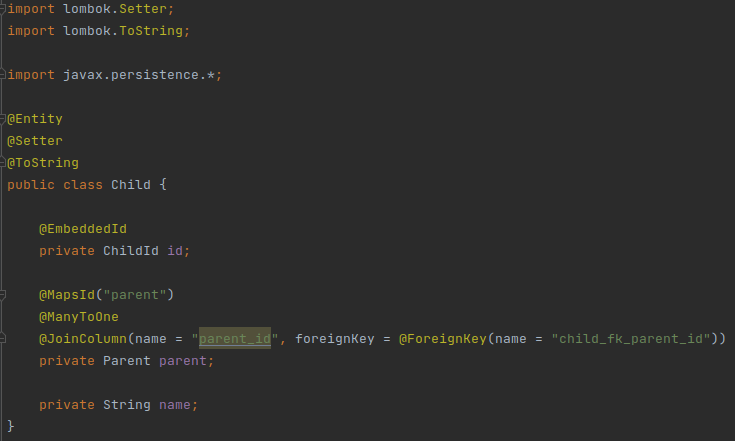 import lombok.Setter;
import lombok.ToString;
import javax.persistence.*;
@Entity
@Setter
@ToString
public class Child {
@EmbeddedId
private ChildId id;
@MapsId("parent")
@ManyToOne
@JoinColumn(name = "parent_id", foreignKey = @ForeignKey(name = "child_fk_parent_id"))
private Parent parent;
private String name;
}